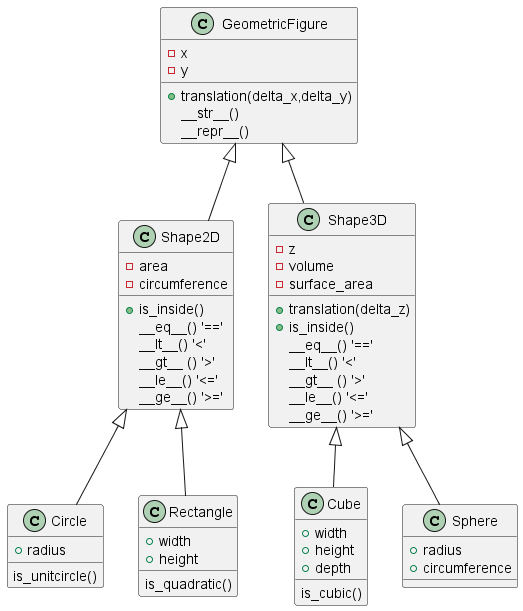 C GeometricFigure
x
y
translation(delta_x,delta_y)
__str__()
__repr__()
C Shape2D
area
circumference
is_inside()
__eq__() '=='
__lt__() '<'
__gt__ () '>'
__le__() '<='
__ge__() '>='
C Shape3D
z
volume
surface_area
translation(delta_z)
is_inside()
__eq__() '=='
__lt__() '<'
__gt__ () '>'
__le__() '<='
__ge__() '>='
C Circle
radius
is_unitcircle()
C Rectangle
width
height
is_quadratic()
C Cube
width
height
depth
is_cubic()
C Sphere
radius
circumference